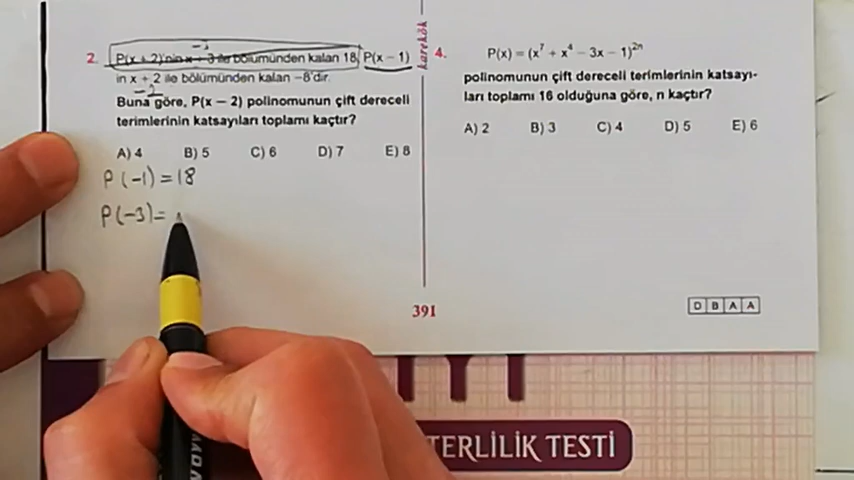 -3
2. P(x + 2)'nin x + 3 ile bölümünden kalan 18, P(x – 1)
in x + 2 ile bölümünden kalan –8'dir.
-2
Buna göre, P(x – 2) polinomunun çift dereceli
terimlerinin katsayıları toplamı kaçtır?
A) 4 B) 5 C) 6 D) 7 E) 8
P(-1) = 18
P(-3) =
karekök
4. P(x) = (x⁷ + x⁴ – 3x – 1)²ⁿ
polinomunun çift dereceli terimlerinin katsayı-
ları toplamı 16 olduğuna göre, n kaçtır?
A) 2 B) 3 C) 4 D) 5 E) 6
391
D B A A
TERLİLİK TESTİ